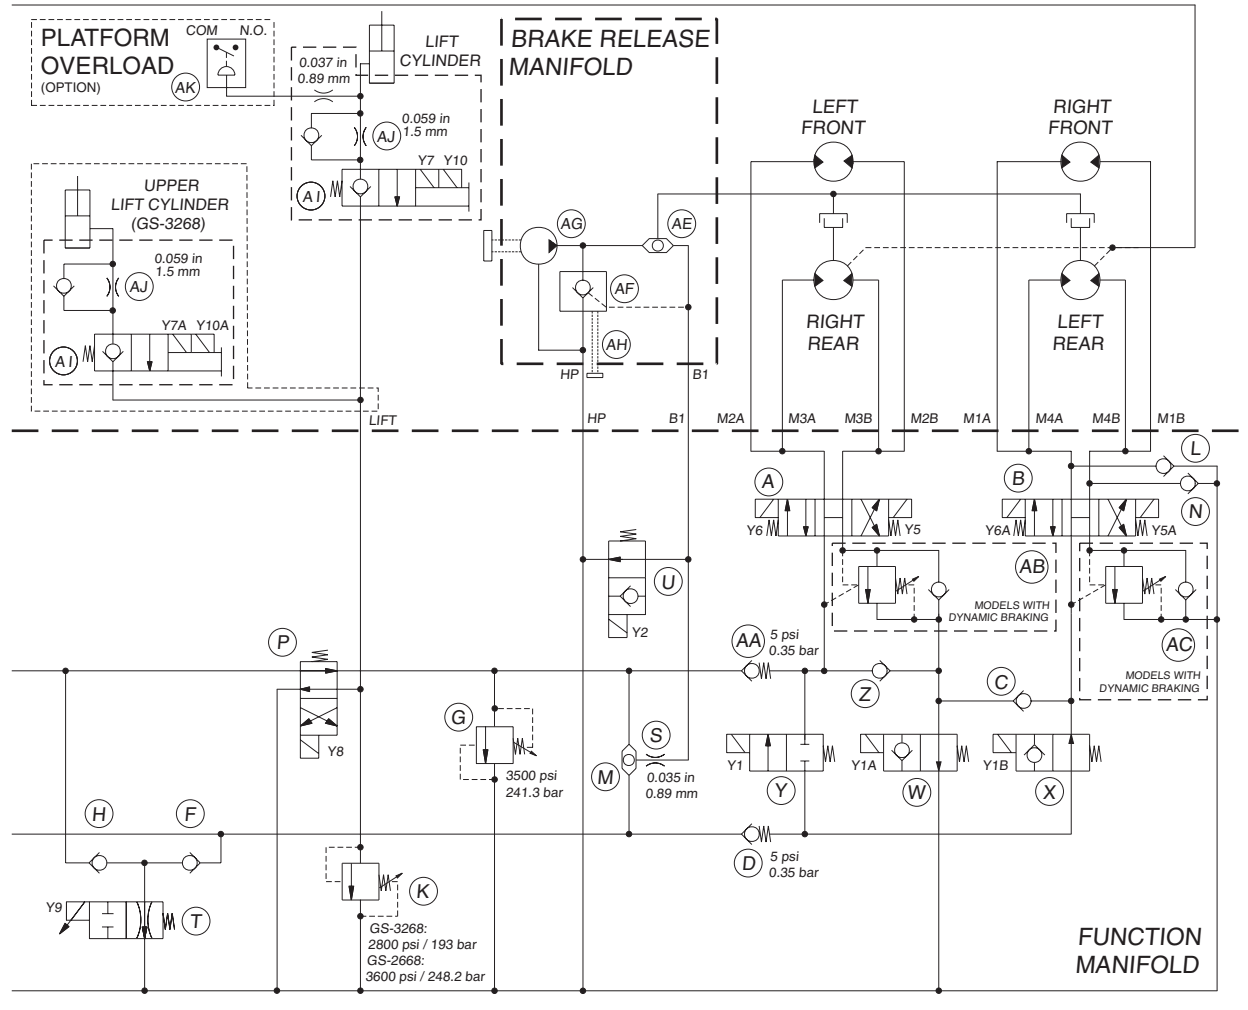 PLATFORM
OVERLOAD
(OPTION)
COM N.O.
AK
0.037 in
0.89 mm
LIFT
CYLINDER
AJ
0.059 in
1.5 mm
Y7 Y10
AI
UPPER
LIFT CYLINDER
(GS-3268)
0.059 in
1.5 mm
AJ
Y7A Y10A
AI
LIFT
BRAKE RELEASE
MANIFOLD
AG
AE
AF
AH
HP
B1
LEFT
FRONT
RIGHT
FRONT
RIGHT
REAR
LEFT
REAR
HP
B1
M2A
M3A
M3B
M2B
M1A
M4A
M4B
M1B
A
B
L
N
Y6
Y5
Y6A
Y5A
U
Y2
AB
MODELS WITH
DYNAMIC BRAKING
AC
MODELS WITH
DYNAMIC BRAKING
P
Y8
AA
5 psi
0.35 bar
Z
C
G
3500 psi
241.3 bar
S
M
0.035 in
0.89 mm
Y1
Y
Y1A
W
Y1B
X
H
F
D
5 psi
0.35 bar
Y9
T
K
GS-3268:
2800 psi / 193 bar
GS-2668:
3600 psi / 248.2 bar
FUNCTION
MANIFOLD